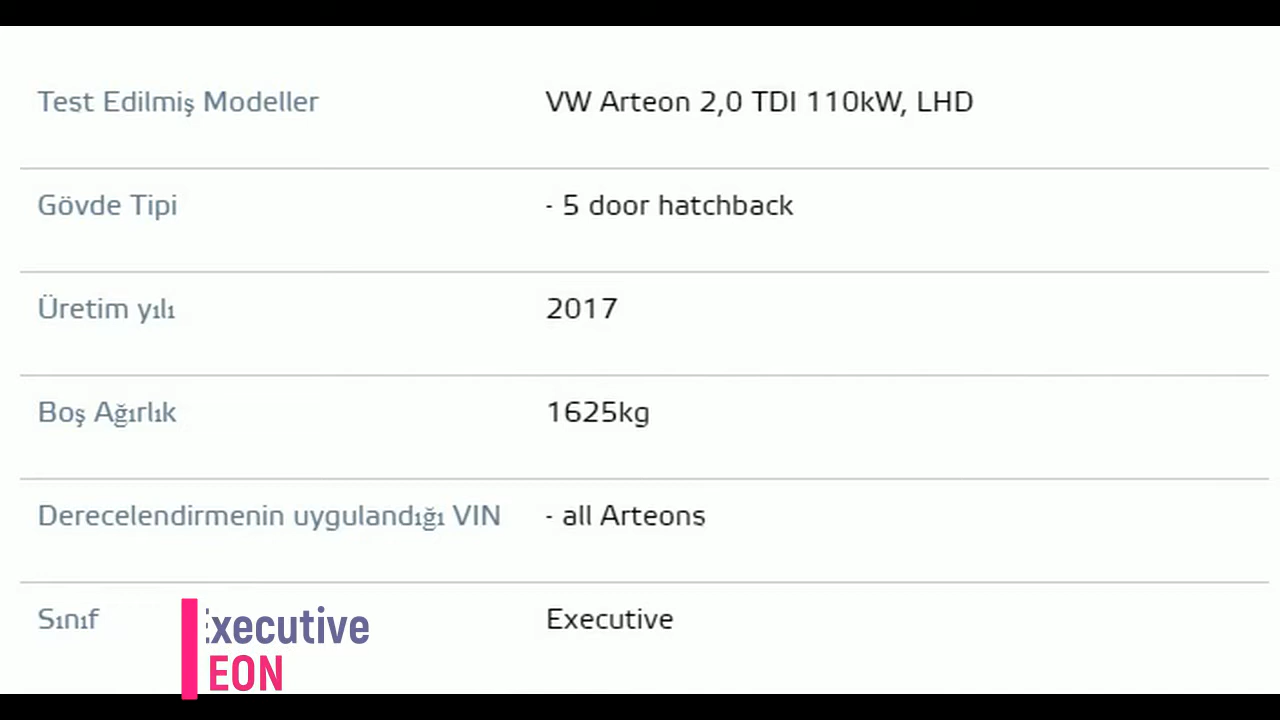 Test Edilmiş Modeller VW Arteon 2,0 TDI 110kW, LHD
Gövde Tipi - 5 door hatchback
Üretim yılı 2017
Boş Ağırlık 1625kg
Derecelendirmenin uygulandığı VIN - all Arteons
Sınıf Executive
Executive
EON